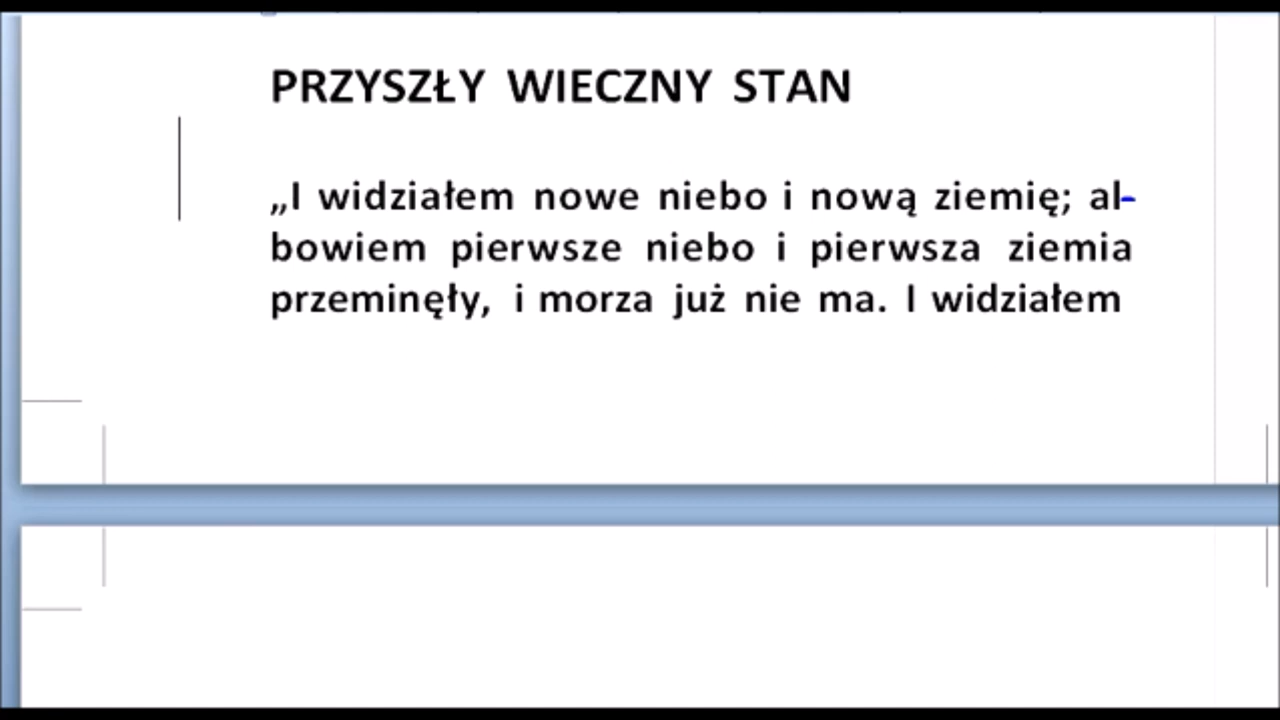 PRZYSZŁY WIECZNY STAN
„I widziałem nowe niebo i nową ziemię; al-
bowiem pierwsze niebo i pierwsza ziemia
przeminęły, i morza już nie ma. I widziałem